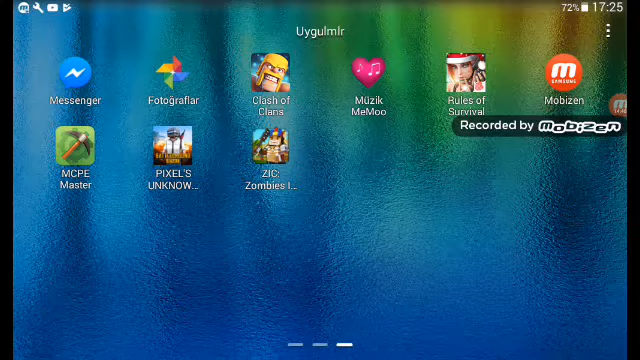 72% 17:25
Uygulmlr
Messenger
Fotoğraflar
Clash of
Clans
Müzik
MeMoo
Rules of
Survival
SAMSUNG
Mobizen
Recorded by mobizen
MCPE
Master
PIXEL'S
UNKNOW...
ZIC:
Zombies I...